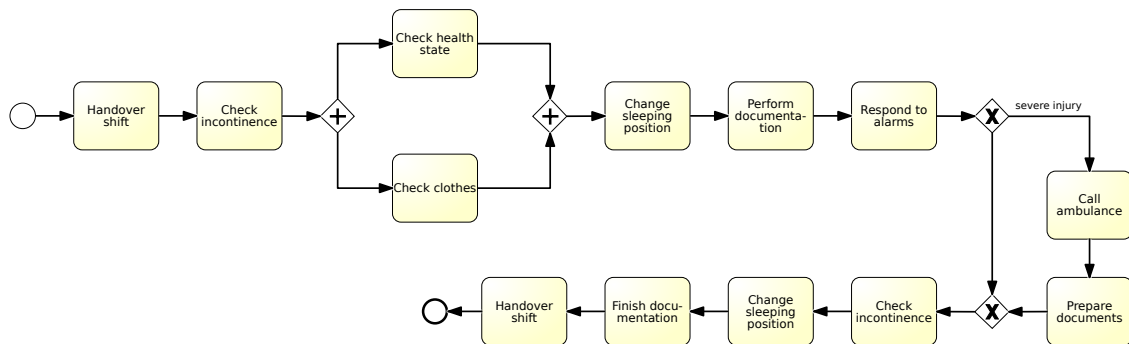 Check health
state
Handover
shift
Check
incontinence
Change
sleeping
position
Perform
documenta-
tion
Respond to
alarms
severe injury
Check clothes
Call
ambulance
Handover
shift
Finish docu-
mentation
Change
sleeping
position
Check
incontinence
Prepare
documents